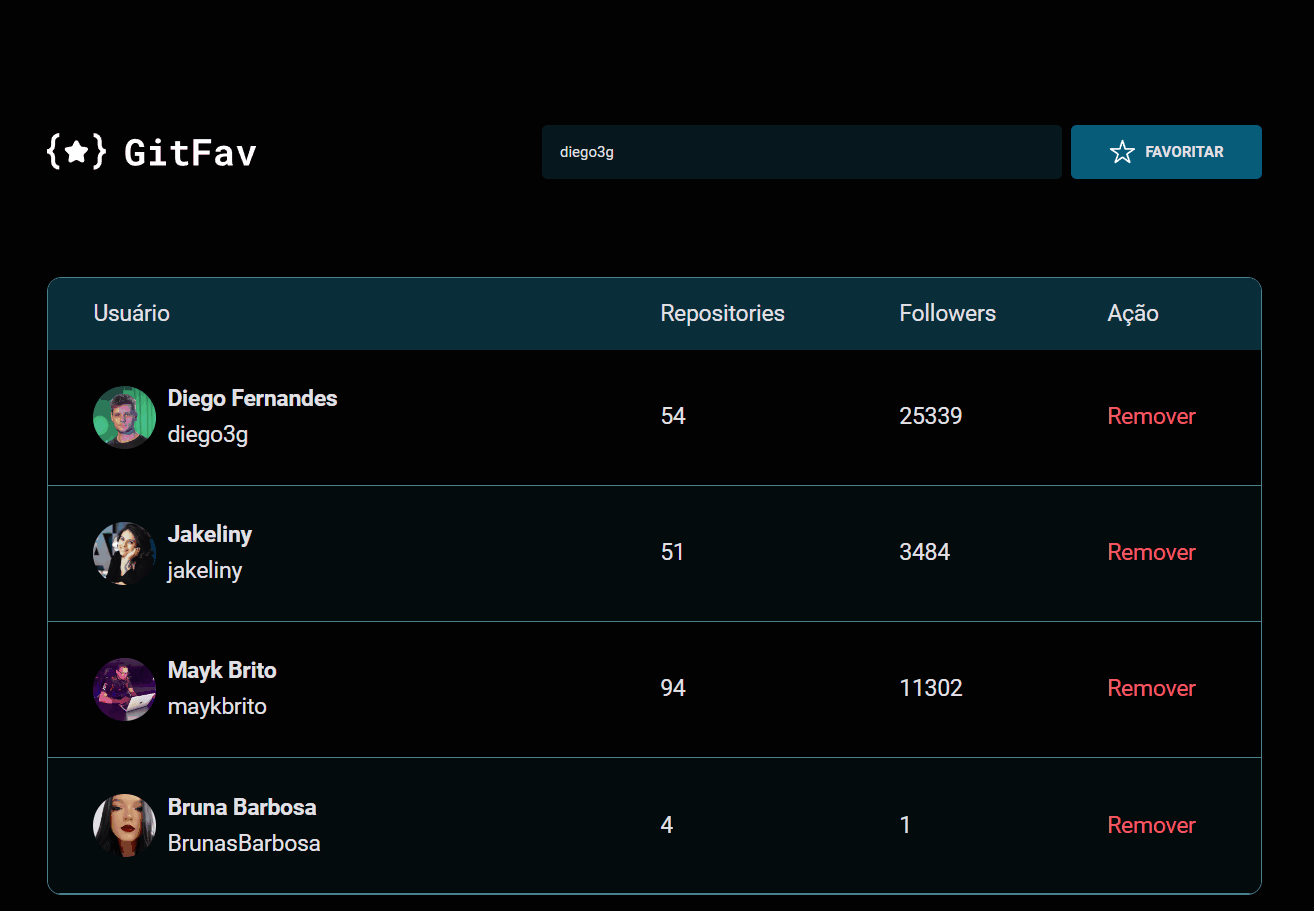 {★} GitFav
diego3g
FAVORITAR
Usuário Repositories Followers Ação
Diego Fernandes
diego3g
54 25339 Remover
Jakeliny
jakeliny
51 3484 Remover
Mayk Brito
maykbrito
94 11302 Remover
Bruna Barbosa
BrunasBarbosa
4 1 Remover